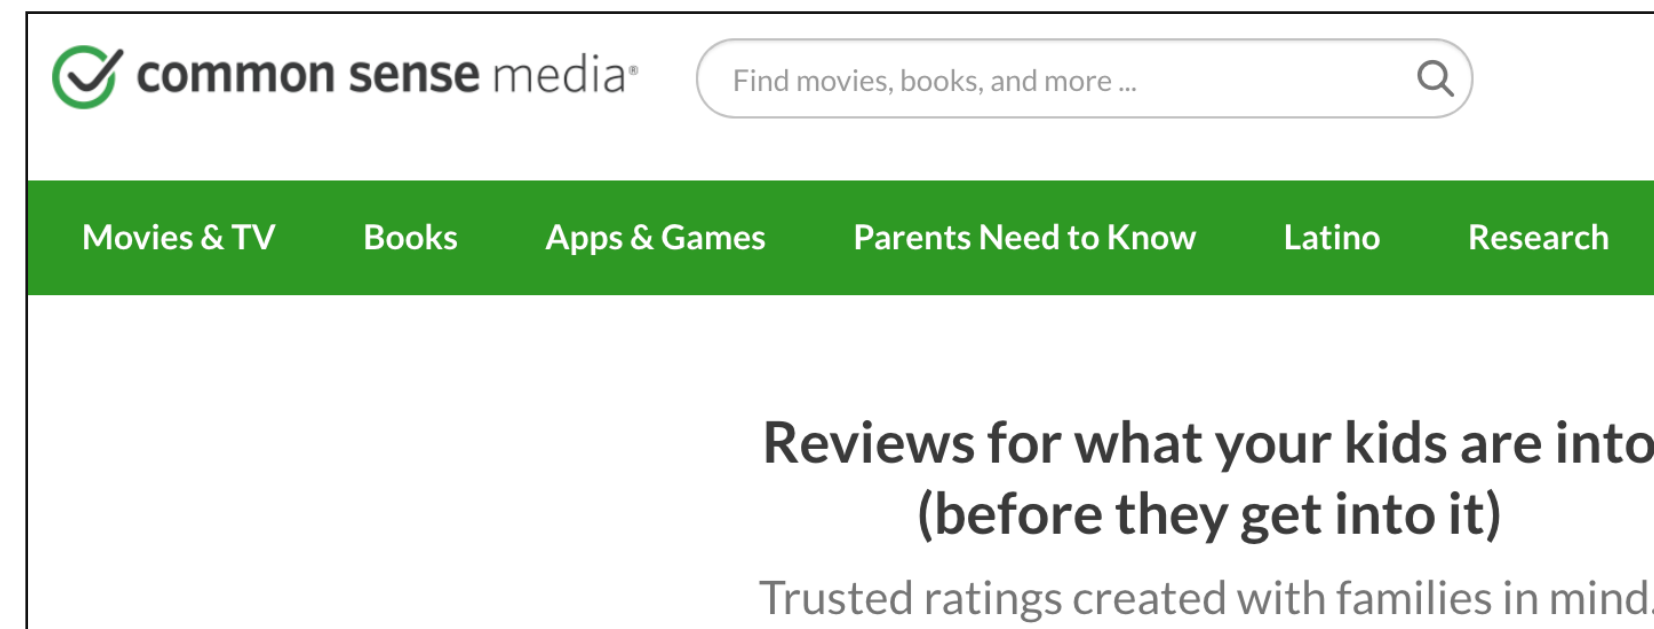 common sense media®
Find movies, books, and more ...
Movies & TV Books Apps & Games Parents Need to Know Latino Research
Reviews for what your kids are into
(before they get into it)
Trusted ratings created with families in mind.